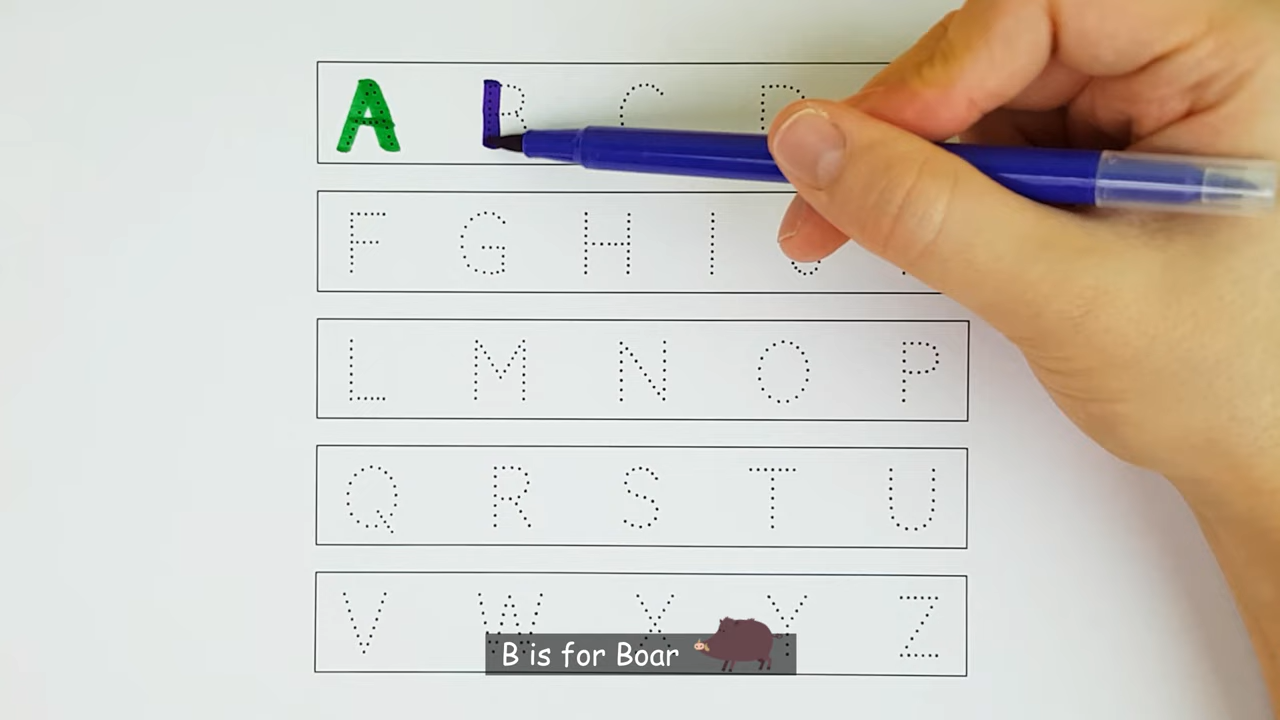 A B C D
F G H I J
L M N O P
Q R S T U
V W X Y Z
B is for Boar